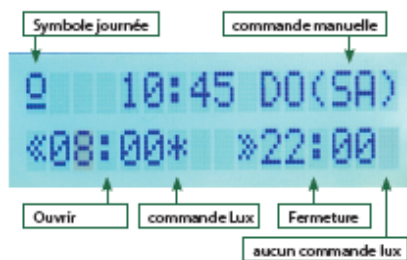 Symbole journée
commande manuelle
o 10:45 DO(SA)
«08:00* »22:00
Ouvrir
commande Lux
Fermeture
aucun commande lux